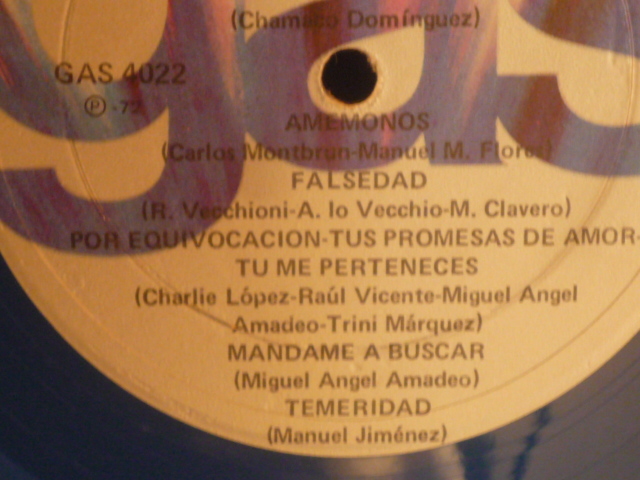 (Chamaco Domínguez)
gas
GAS 4022
℗ -72
AMEMONOS
(Carlos Montbrun-Manuel M. Flores)
FALSEDAD
(R. Vecchioni-A. lo Vecchio-M. Clavero)
POR EQUIVOCACION-TUS PROMESAS DE AMOR-
TU ME PERTENECES
(Charlie López-Raúl Vicente-Miguel Angel
Amadeo-Trini Márquez)
MANDAME A BUSCAR
(Miguel Angel Amadeo)
TEMERIDAD
(Manuel Jiménez)